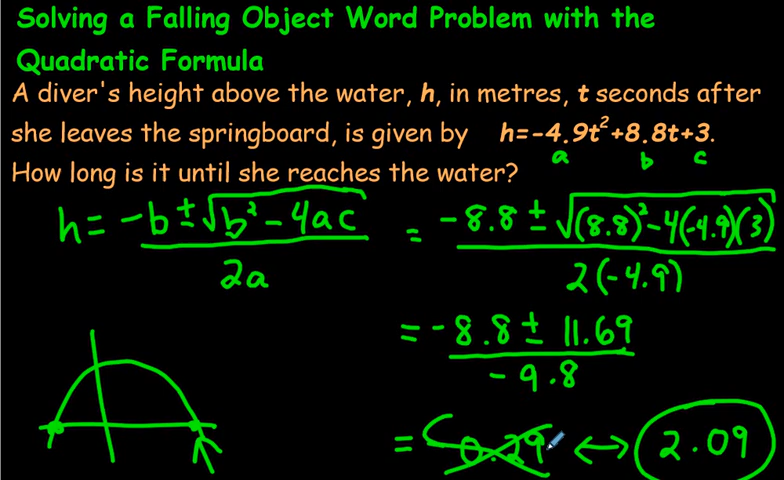 Solving a Falling Object Word Problem with the
Quadratic Formula
A diver's height above the water, h, in metres, t seconds after
she leaves the springboard, is given by h=-4.9t²+8.8t+3.
a b c
How long is it until she reaches the water?
h = -b ± √b² - 4ac / 2a = -8.8 ± √(8.8)² - 4(-4.9)(3) / 2(-4.9)
= -8.8 ± 11.69 / -9.8
= -0.29 ↔ 2.09